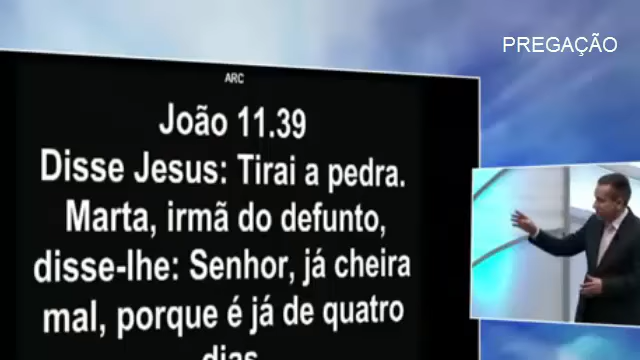 PREGAÇÃO
ARC
João 11.39
Disse Jesus: Tirai a pedra.
Marta, irmã do defunto,
disse-lhe: Senhor, já cheira
mal, porque é já de quatro
dias